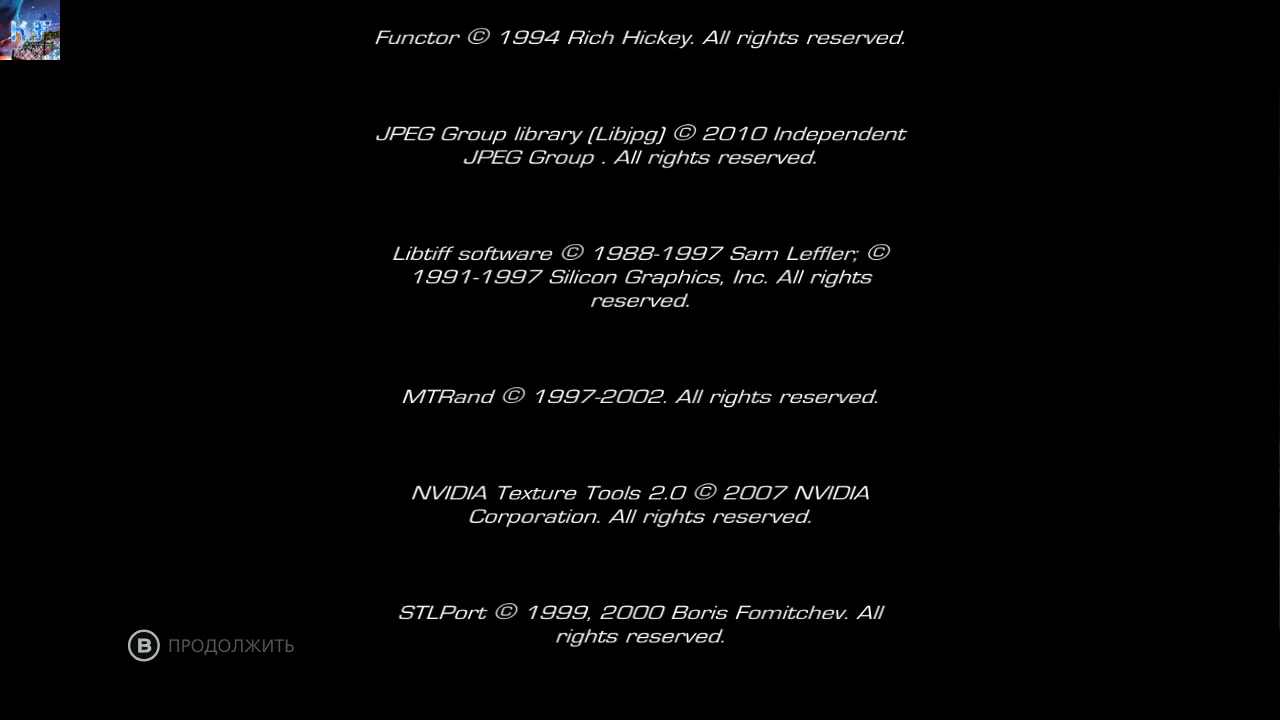 Functor © 1994 Rich Hickey. All rights reserved.
JPEG Group library (Libjpg) © 2010 Independent
JPEG Group . All rights reserved.
Libtiff software © 1988-1997 Sam Leffler; ©
1991-1997 Silicon Graphics, Inc. All rights
reserved.
MTRand © 1997-2002. All rights reserved.
NVIDIA Texture Tools 2.0 © 2007 NVIDIA
Corporation. All rights reserved.
STLPort © 1999, 2000 Boris Fomitchev. All
rights reserved.
B ПРОДОЛЖИТЬ